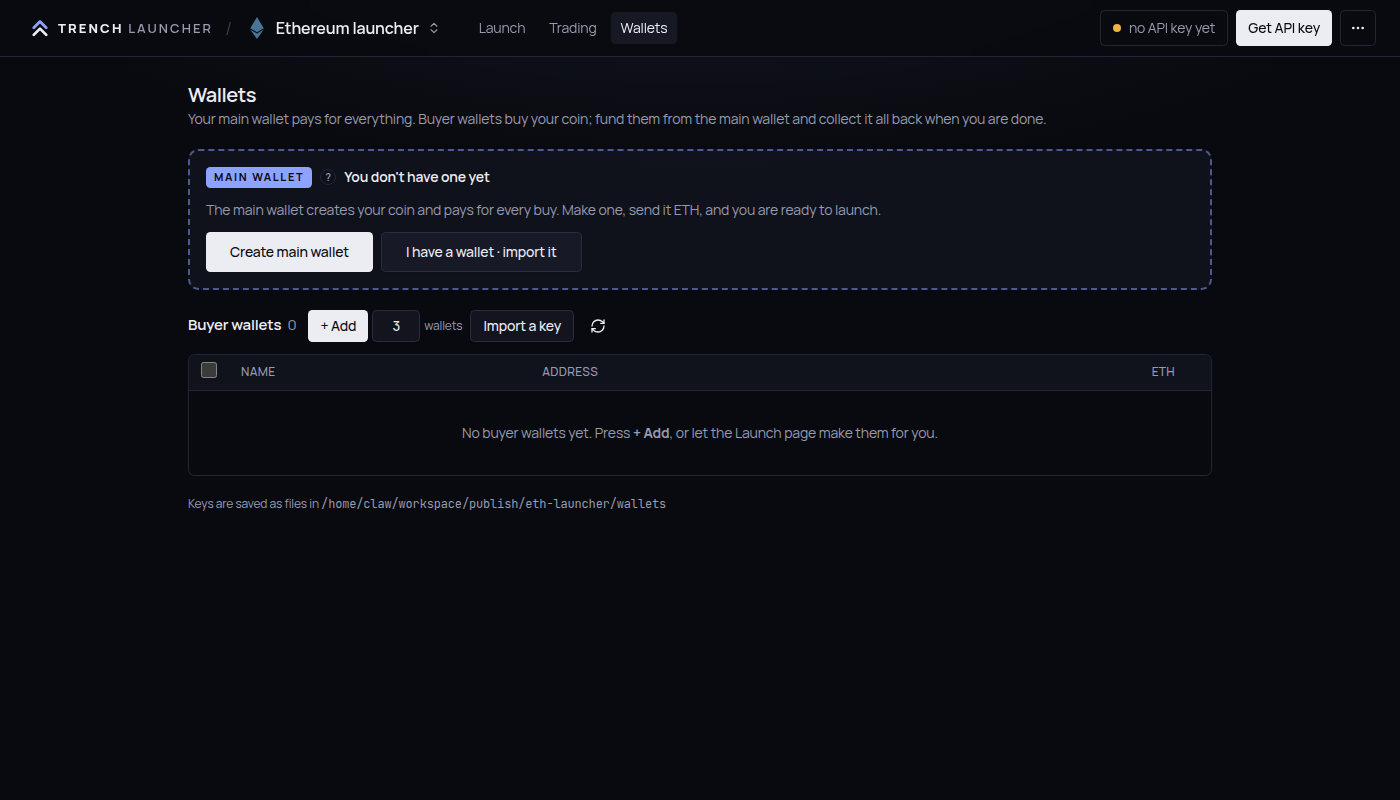 TRENCH LAUNCHER / Ethereum launcher Launch Trading Wallets no API key yet Get API key ···
Wallets
Your main wallet pays for everything. Buyer wallets buy your coin; fund them from the main wallet and collect it all back when you are done.
MAIN WALLET ? You don't have one yet
The main wallet creates your coin and pays for every buy. Make one, send it ETH, and you are ready to launch.
Create main wallet I have a wallet · import it
Buyer wallets 0 + Add 3 wallets Import a key
NAME ADDRESS ETH
No buyer wallets yet. Press + Add, or let the Launch page make them for you.
Keys are saved as files in /home/claw/workspace/publish/eth-launcher/wallets